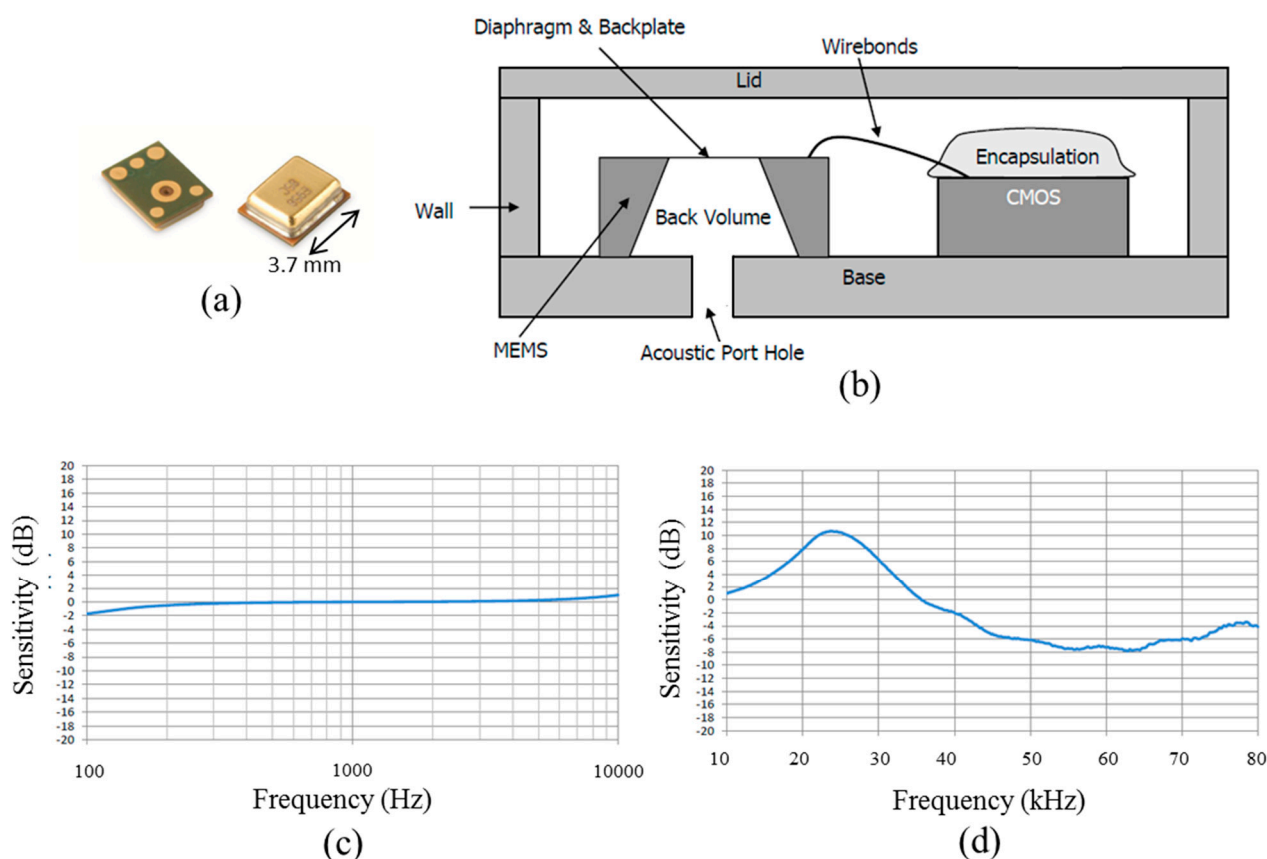 Diaphragm & Backplate
Wirebonds
Lid
Encapsulation
CMOS
Wall
Back Volume
Base
MEMS
Acoustic Port Hole
3.7 mm
(a)
(b)
Sensitivity (dB)
20
18
16
14
12
10
8
6
4
2
0
-2
-4
-6
-8
-10
-12
-14
-16
-18
-20
100
1000
10000
Frequency (Hz)
(c)
Sensitivity (dB)
20
18
16
14
12
10
8
6
4
2
0
-2
-4
-6
-8
-10
-12
-14
-16
-18
-20
10
20
30
40
50
60
70
80
Frequency (kHz)
(d)